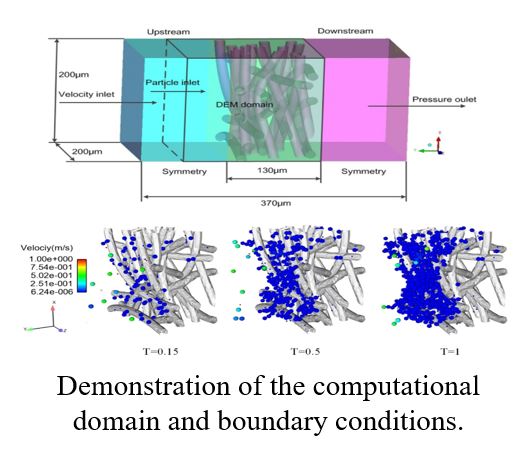 Upstream
Downstream
200μm
Particle inlet
Velocity inlet
DEM domain
Pressure oulet
200μm
Symmetry
130μm
Symmetry
370μm
Velociy(m/s)
1.00e+000
7.54e-001
5.02e-001
2.51e-001
6.24e-006
T=0.15
T=0.5
T=1
Demonstration of the computational
domain and boundary conditions.